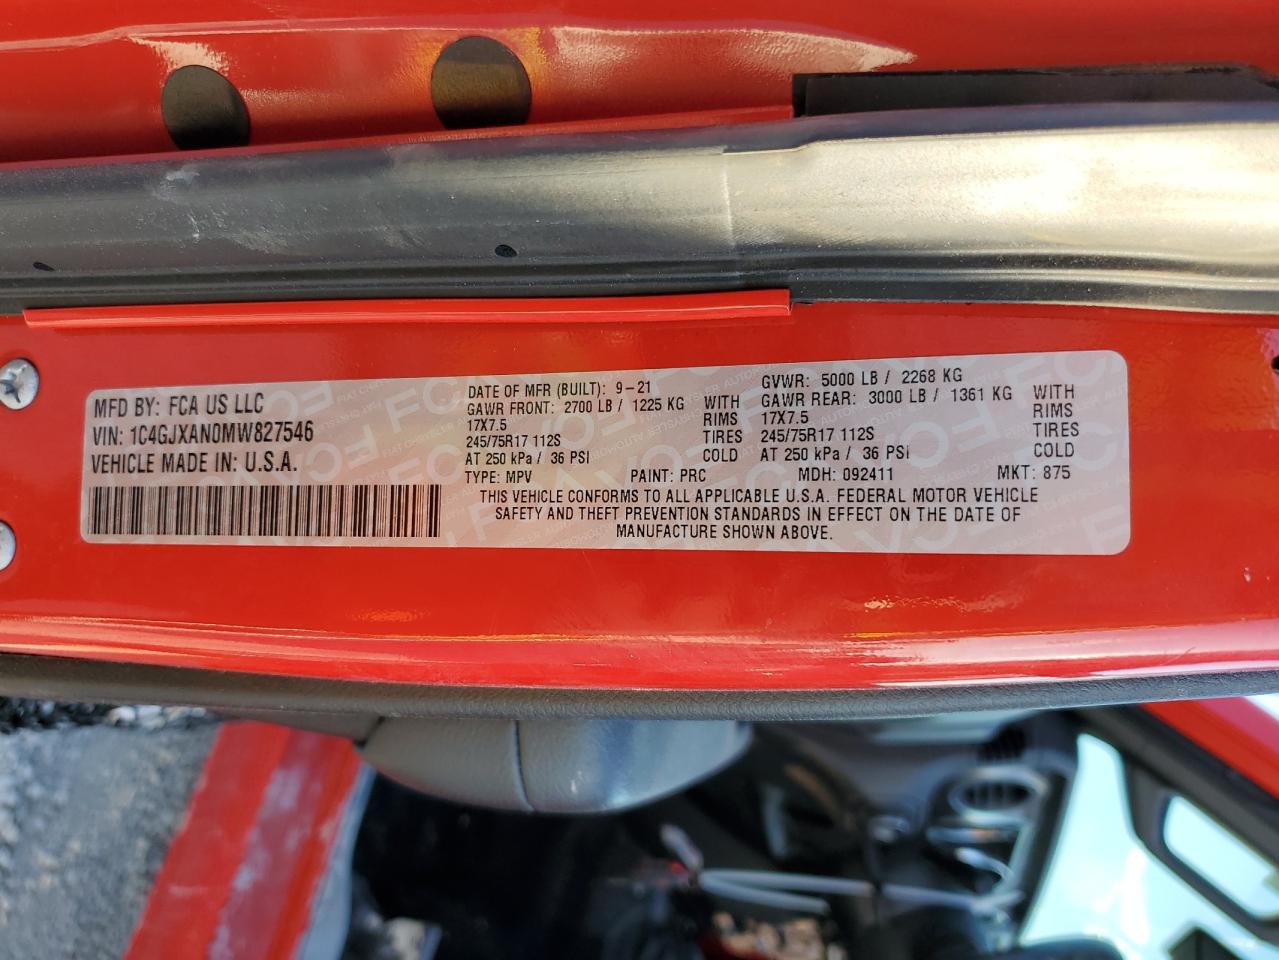 MFD BY: FCA US LLC
VIN: 1C4GJXAN0MW827546
VEHICLE MADE IN: U.S.A.
DATE OF MFR (BUILT): 9-21
GAWR FRONT: 2700 LB / 1225 KG WITH
17X7.5 RIMS
245/75R17 112S TIRES
AT 250 kPa / 36 PSI COLD
GVWR: 5000 LB / 2268 KG
GAWR REAR: 3000 LB / 1361 KG WITH
17X7.5 RIMS
245/75R17 112S TIRES
AT 250 kPa / 36 PSI COLD
TYPE: MPV PAINT: PRC MDH: 092411 MKT: 875
THIS VEHICLE CONFORMS TO ALL APPLICABLE U.S.A. FEDERAL MOTOR VEHICLE
SAFETY AND THEFT PREVENTION STANDARDS IN EFFECT ON THE DATE OF
MANUFACTURE SHOWN ABOVE.